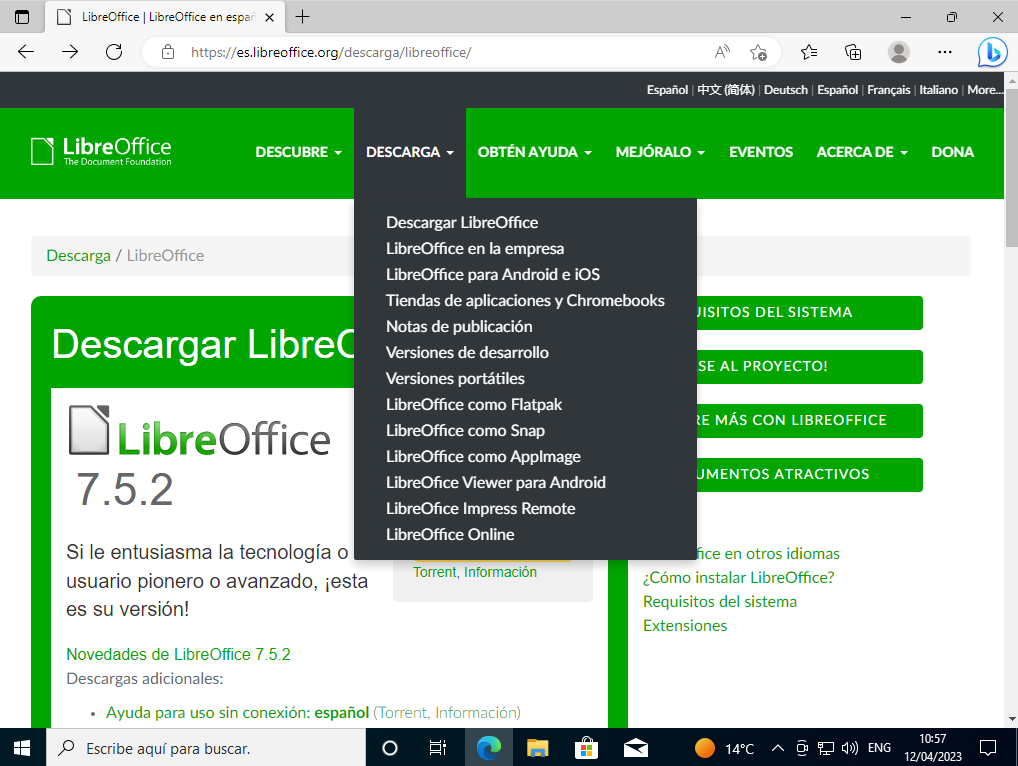 LibreOffice | LibreOffice en españ
https://es.libreoffice.org/descarga/libreoffice/
Español | 中文 (简体) | Deutsch | Español | Français | Italiano | More...
LibreOffice
The Document Foundation
DESCUBRE DESCARGA OBTÉN AYUDA MEJÓRALO EVENTOS ACERCA DE DONA
Descargar LibreOffice
LibreOffice en la empresa
LibreOffice para Android e iOS
Tiendas de aplicaciones y Chromebooks
Notas de publicación
Versiones de desarrollo
Versiones portátiles
LibreOffice como Flatpak
LibreOffice como Snap
LibreOffice como AppImage
LibreOfice Viewer para Android
LibreOfice Impress Remote
LibreOffice Online
Descarga / LibreOffice
Descargar LibreO
LibreOffice
7.5.2
Si le entusiasma la tecnología o
usuario pionero o avanzado, ¡esta
es su versión!
Torrent, Información
Novedades de LibreOffice 7.5.2
Descargas adicionales:
• Ayuda para uso sin conexión: español (Torrent, Información)
UISITOS DEL SISTEMA
SE AL PROYECTO!
RE MÁS CON LIBREOFFICE
UMENTOS ATRACTIVOS
fice en otros idiomas
¿Cómo instalar LibreOffice?
Requisitos del sistema
Extensiones
Escribe aquí para buscar.
14°C
ENG
10:57
12/04/2023